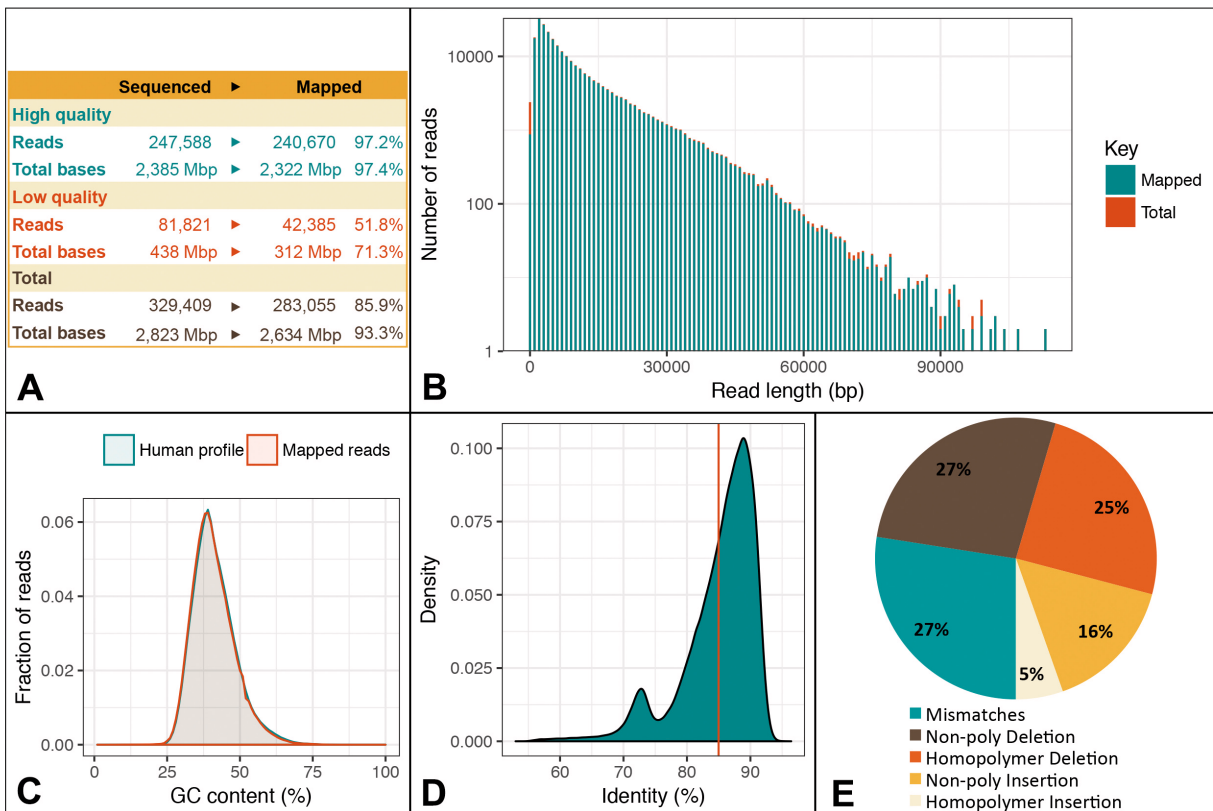 Sequenced ► Mapped
High quality
Reads 247,588 ► 240,670 97.2%
Total bases 2,385 Mbp ► 2,322 Mbp 97.4%
Low quality
Reads 81,821 ► 42,385 51.8%
Total bases 438 Mbp ► 312 Mbp 71.3%
Total
Reads 329,409 ► 283,055 85.9%
Total bases 2,823 Mbp ► 2,634 Mbp 93.3%
A
Number of reads
10000
100
1
0 30000 60000 90000
Read length (bp)
Key
Mapped
Total
B
Human profile Mapped reads
Fraction of reads
0.06
0.04
0.02
0.00
0 25 50 75 100
GC content (%)
C
Density
0.100
0.075
0.050
0.025
0.000
60 70 80 90
Identity (%)
D
27%
25%
27%
16%
5%
Mismatches
Non-poly Deletion
Homopolymer Deletion
Non-poly Insertion
Homopolymer Insertion
E